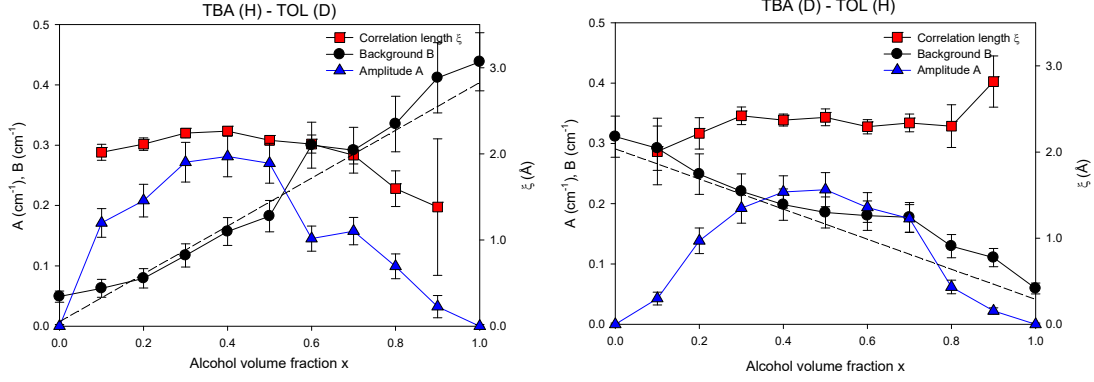 TBA (H) - TOL (D)
0.5
0.4
0.3
0.2
0.1
0.0
A (cm⁻¹), B (cm⁻¹)
Correlation length ξ
Background B
Amplitude A
3.0
2.0
1.0
0.0
ξ (Å)
0.0 0.2 0.4 0.6 0.8 1.0
Alcohol volume fraction x
TBA (D) - TOL (H)
0.5
0.4
0.3
0.2
0.1
0.0
A (cm⁻¹), B (cm⁻¹)
Correlation length ξ
Background B
Amplitude A
3.0
2.0
1.0
0.0
ξ (Å)
0.0 0.2 0.4 0.6 0.8 1.0
Alcohol volume fraction x